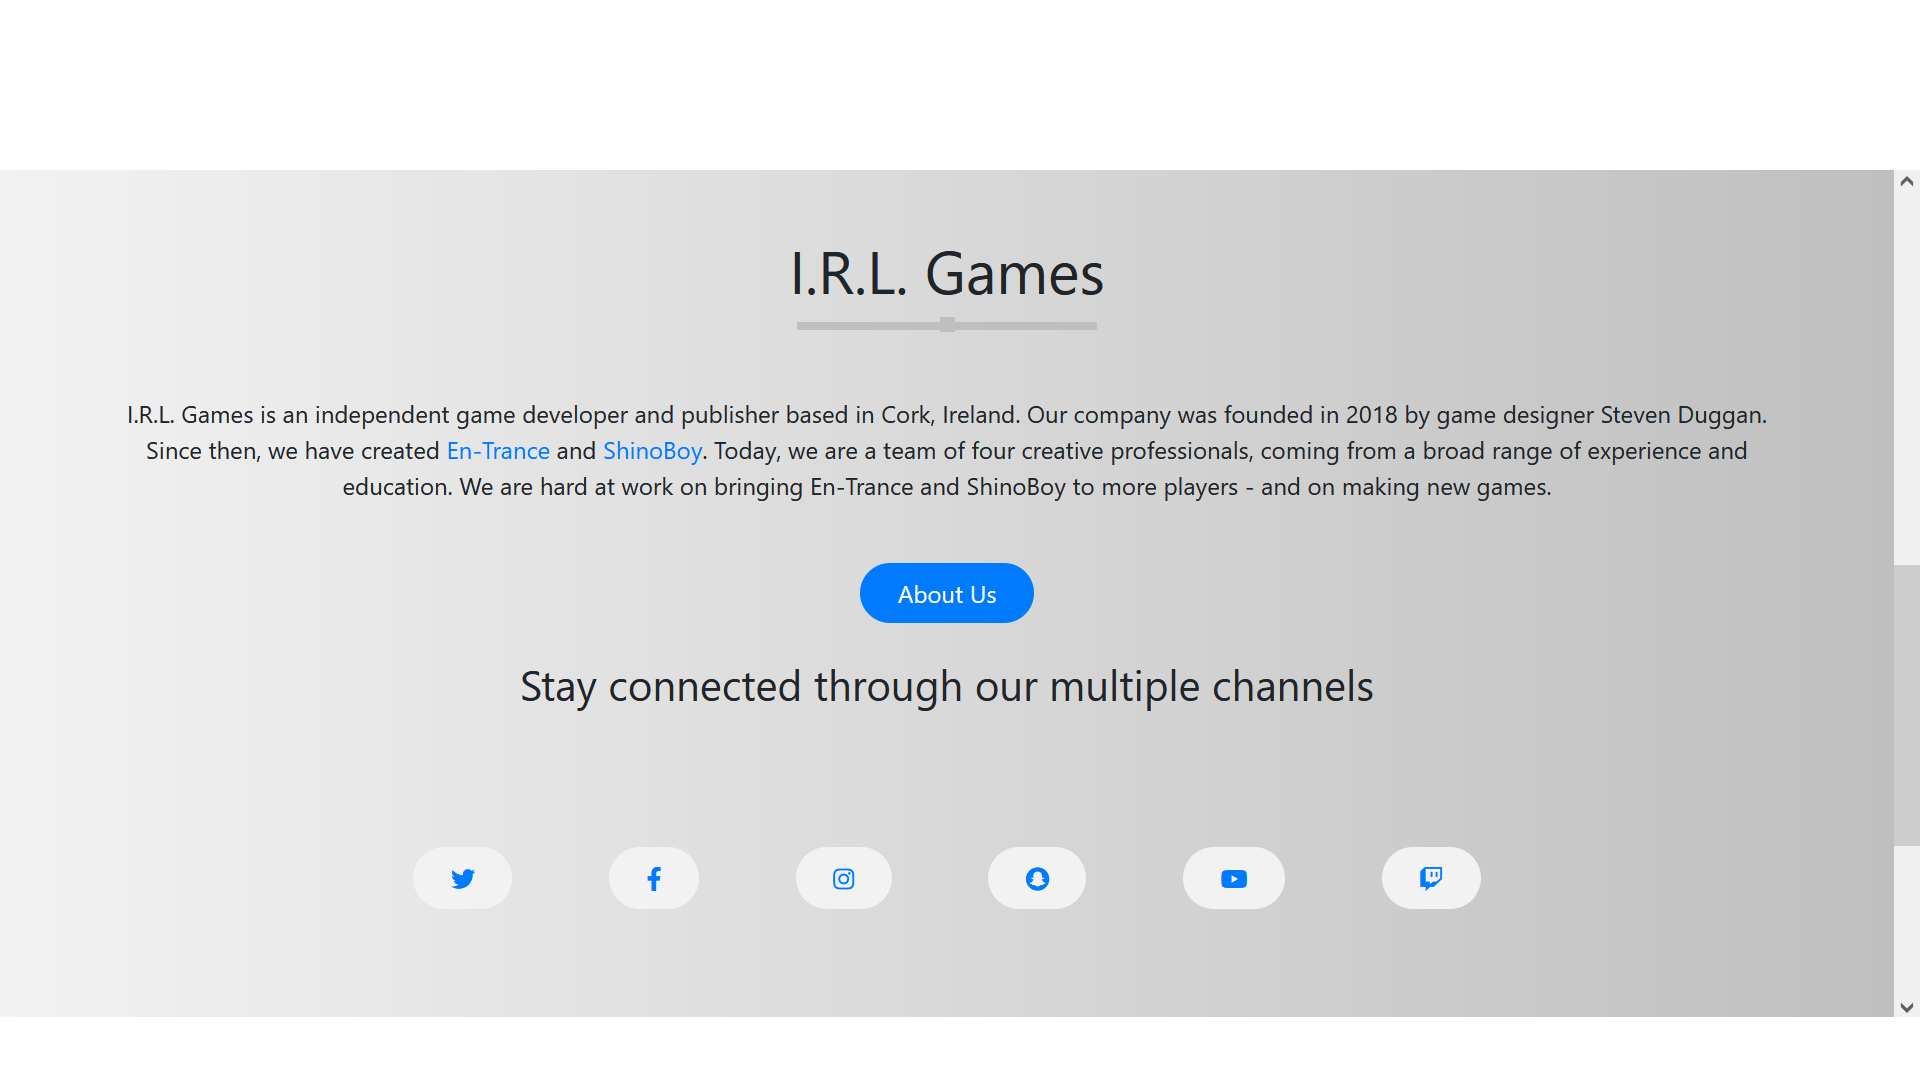 I.R.L. Games
I.R.L. Games is an independent game developer and publisher based in Cork, Ireland. Our company was founded in 2018 by game designer Steven Duggan.
Since then, we have created En-Trance and ShinoBoy. Today, we are a team of four creative professionals, coming from a broad range of experience and
education. We are hard at work on bringing En-Trance and ShinoBoy to more players - and on making new games.
About Us
Stay connected through our multiple channels